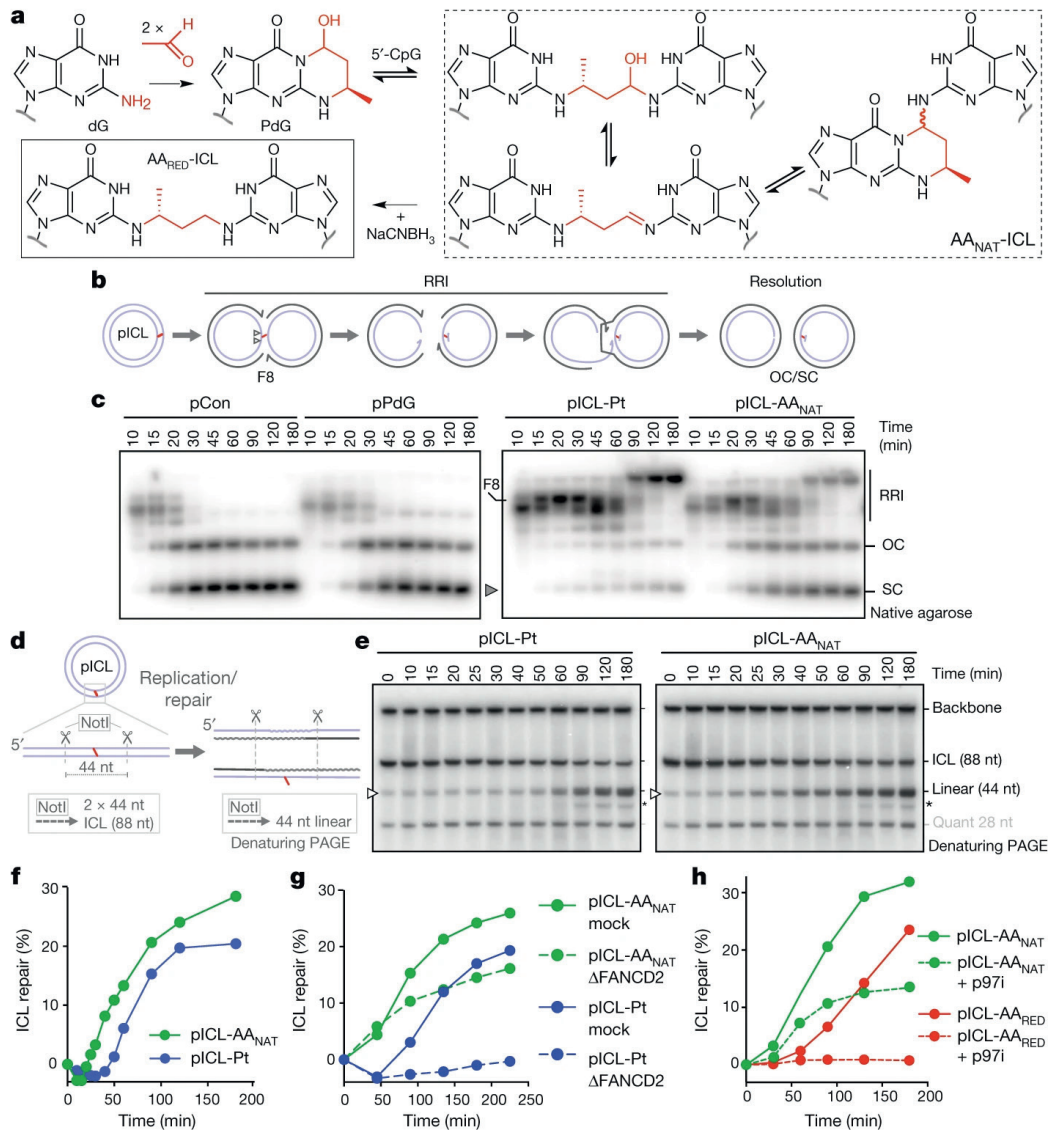 a
2 ×
H
O
NH2
dG
PdG
5′-CpG
OH
AARED-ICL
+
NaCNBH3
AANAT-ICL
b
RRI
Resolution
pICL
F8
OC/SC
c
pCon pPdG pICL-Pt pICL-AANAT
10 15 20 30 45 60 90 120 180 10 15 20 30 45 60 90 120 180 10 15 20 30 45 60 90 120 180 10 15 20 30 45 60 90 120 180 Time (min)
F8
RRI
OC
SC
Native agarose
d
pICL
Replication/
repair
NotI
5′
5′
44 nt
NotI 2 × 44 nt
ICL (88 nt)
NotI
44 nt linear
Denaturing PAGE
e
pICL-Pt pICL-AANAT
0 10 15 20 25 30 40 50 60 90 120 180 0 10 15 20 25 30 40 50 60 90 120 180 Time (min)
Backbone
ICL (88 nt)
Linear (44 nt)
*
*
Quant 28 nt
Denaturing PAGE
f
ICL repair (%)
30
20
10
0
pICL-AANAT
pICL-Pt
0 50 100 150 200
Time (min)
g
ICL repair (%)
30
20
10
0
0 50 100 150 200 250
Time (min)
pICL-AANAT
mock
pICL-AANAT
ΔFANCD2
pICL-Pt
mock
pICL-Pt
ΔFANCD2
h
ICL repair (%)
30
20
10
0
0 50 100 150 200
Time (min)
pICL-AANAT
pICL-AANAT
+ p97i
pICL-AARED
pICL-AARED
+ p97i